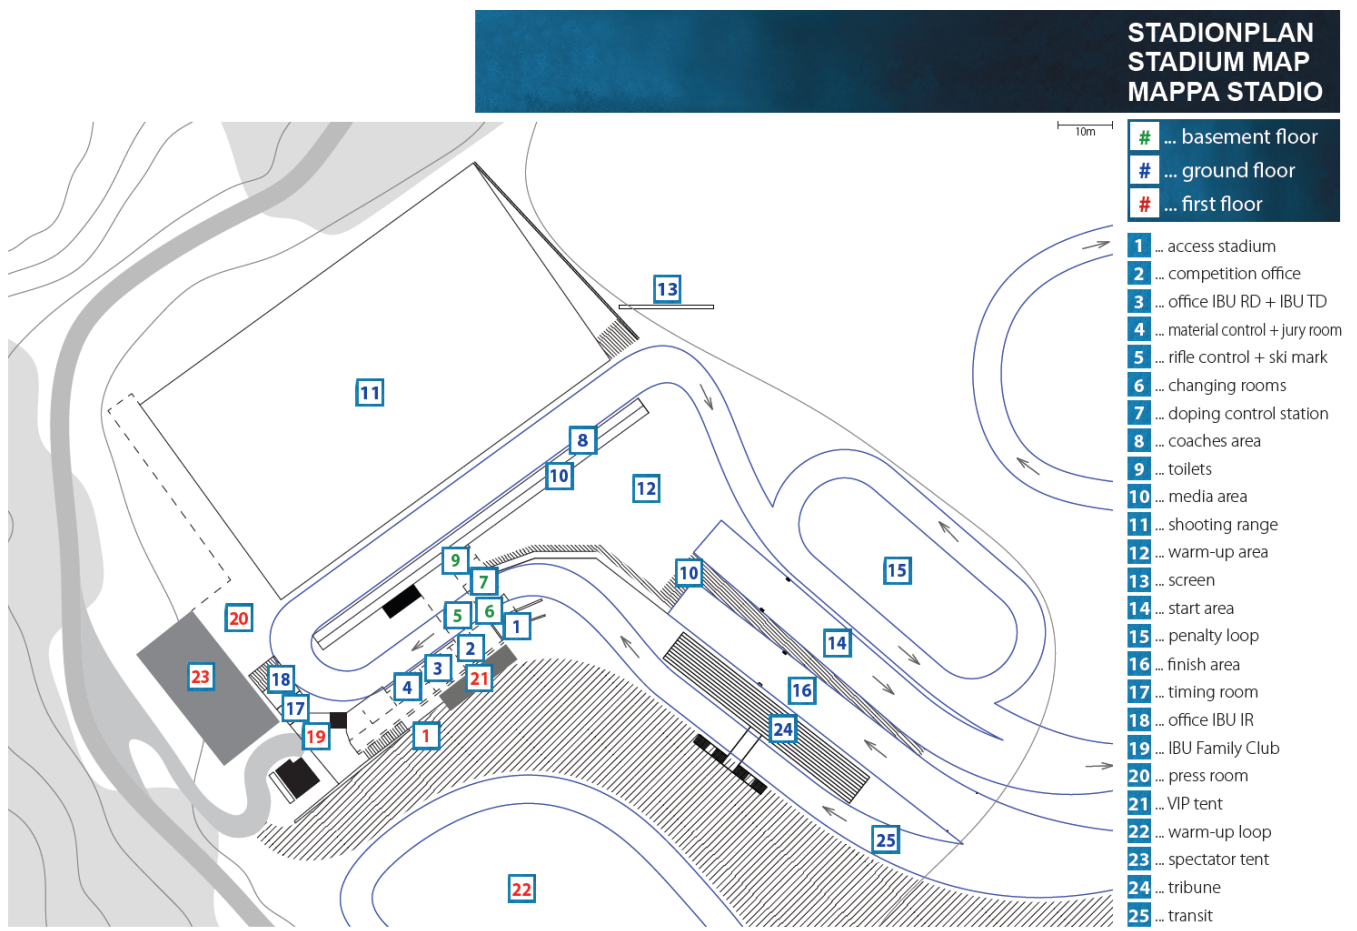 STADIONPLAN
STADIUM MAP
MAPPA STADIO
10m
# ... basement floor
# ... ground floor
# ... first floor
1 ... access stadium
2 ... competition office
3 ... office IBU RD + IBU TD
4 ... material control + jury room
5 ... rifle control + ski mark
6 ... changing rooms
7 ... doping control station
8 ... coaches area
9 ... toilets
10 ... media area
11 ... shooting range
12 ... warm-up area
13 ... screen
14 ... start area
15 ... penalty loop
16 ... finish area
17 ... timing room
18 ... office IBU IR
19 ... IBU Family Club
20 ... press room
21 ... VIP tent
22 ... warm-up loop
23 ... spectator tent
24 ... tribune
25 ... transit
13
11
8
10
12
9
10
15
7
6
5
20
1
14
2
3
23
18
21
4
16
17
24
19
1
25
22